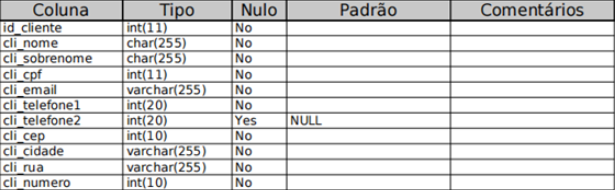 Coluna Tipo Nulo Padrão Comentários
id_cliente int(11) No
cli_nome char(255) No
cli_sobrenome char(255) No
cli_cpf int(11) No
cli_email varchar(255) No
cli_telefone1 int(20) No
cli_telefone2 int(20) Yes NULL
cli_cep int(10) No
cli_cidade varchar(255) No
cli_rua varchar(255) No
cli_numero int(10) No